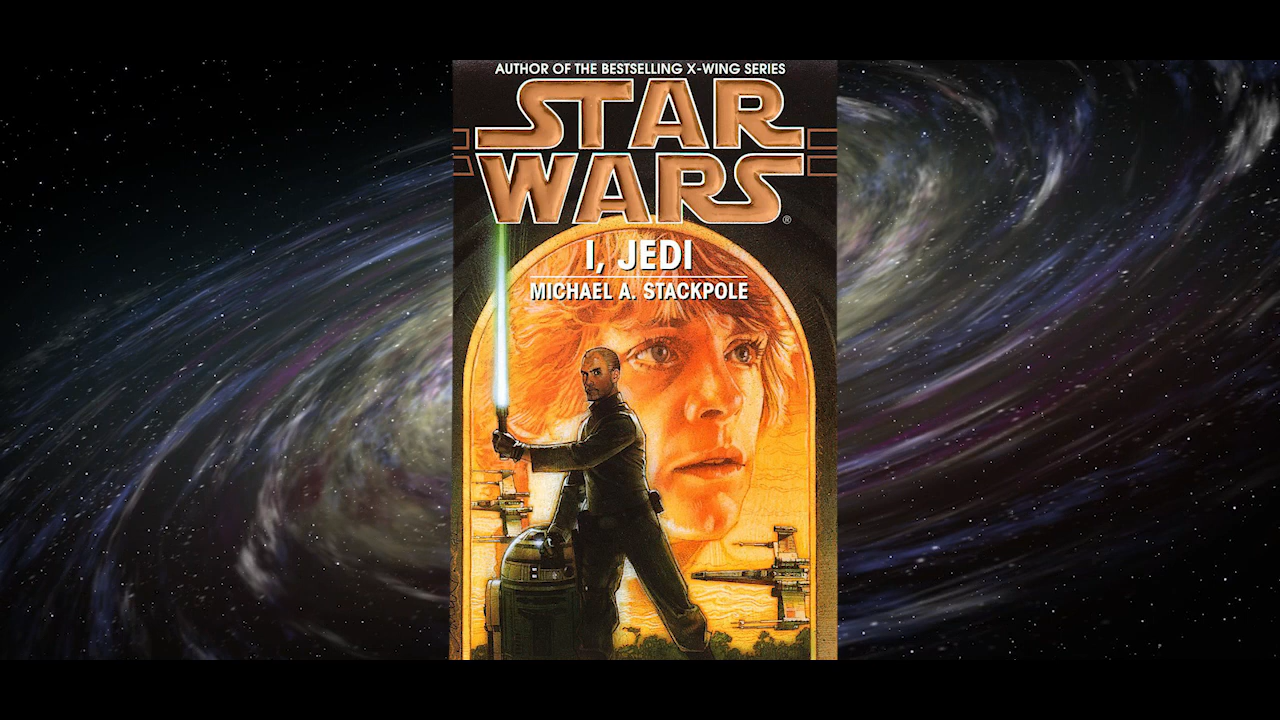 AUTHOR OF THE BESTSELLING X-WING SERIES
STAR
WARS®
I, JEDI
MICHAEL A. STACKPOLE